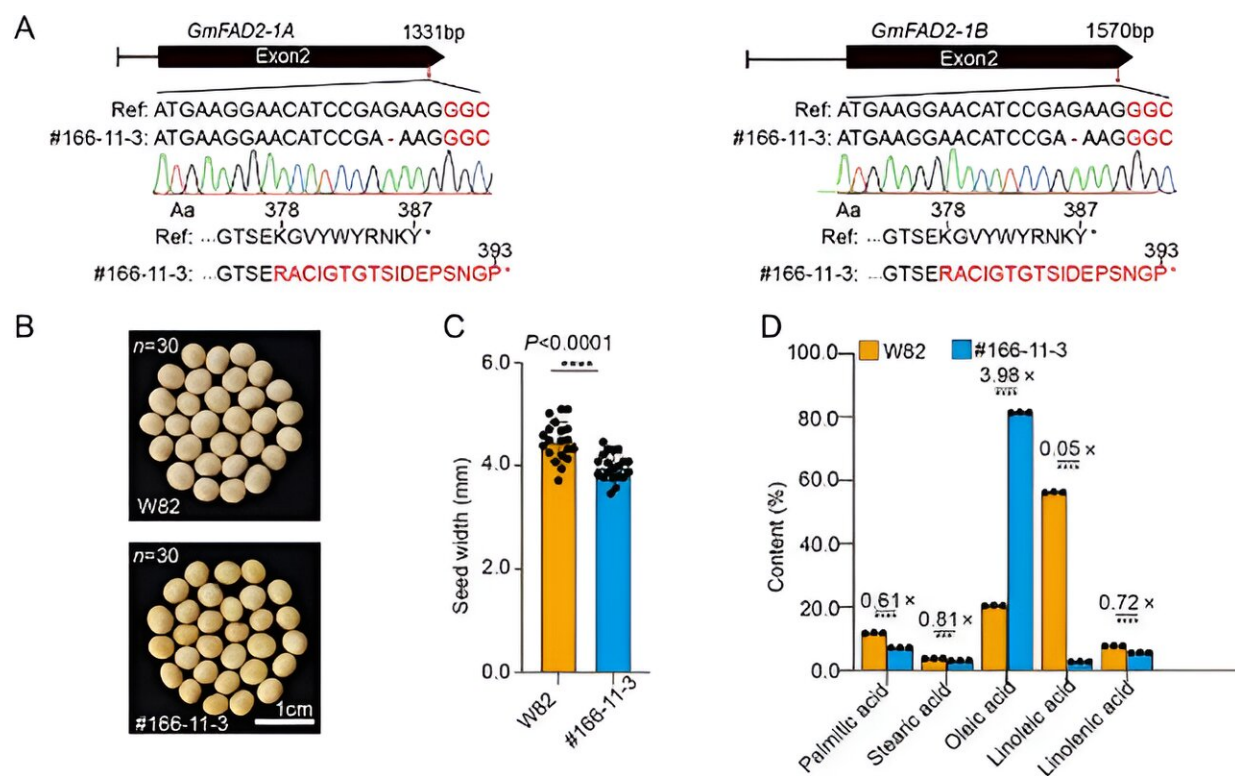 A
GmFAD2-1A 1331bp
Exon2
Ref: ATGAAGGAACATCCGAGAAGGGC
#166-11-3: ATGAAGGAACATCCGA - AAGGGC
Aa 378 387
Ref: ...GTSEKGVYWYRNKY*
393
#166-11-3: ...GTSERACIGTGTSIDEPSNGP*
GmFAD2-1B 1570bp
Exon2
Ref: ATGAAGGAACATCCGAGAAGGGC
#166-11-3: ATGAAGGAACATCCGA - AAGGGC
Aa 378 387
Ref: ...GTSEKGVYWYRNKY*
393
#166-11-3: ...GTSERACIGTGTSIDEPSNGP*
B
n=30
W82
n=30
#166-11-3
1cm
C
P<0.0001
****
6.0
4.0
2.0
0.0
Seed width (mm)
W82
#166-11-3
D
W82 #166-11-3
100.0
80.0
60.0
40.0
20.0
0.0
Content (%)
0.61 ×
****
0.81 ×
***
3.98 ×
****
0.05 ×
****
0.72 ×
****
Palmitic acid
Stearic acid
Oleic acid
Linoleic acid
Linolenic acid